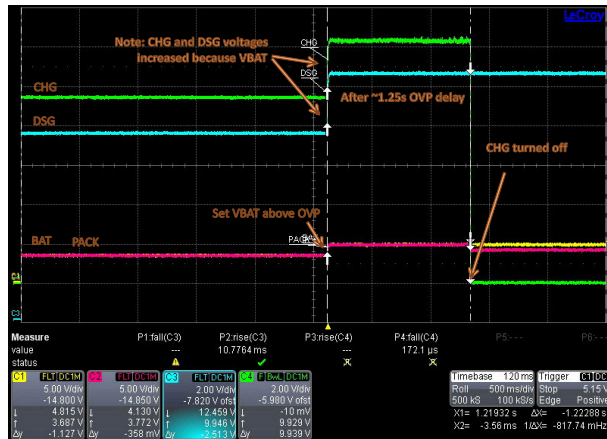 LeCroy
Note: CHG and DSG voltages
increased because VBAT
CHG
DSG
CHG
After ~1.25s OVP delay
DSG
CHG turned off
Set VBAT above OVP
BAT PACK
PACK
C1
C3
Measure P1:fall(C3) P2:rise(C3) P3:rise(C4) P4:fall(C4) P5:--- P6:---
value --- 10.7764 ms --- 172.1 µs
status
C1 FLT DC1M
5.00 V/div
-14.800 V
↓ 4.815 V
↑ 3.687 V
Δy -1.127 V
C2 FLT DC1M
5.00 V/div
-14.850 V
↓ 4.130 V
↑ 3.772 V
Δy -358 mV
C3 FLT DC1M
2.00 V/div
-7.820 V ofst
↓ 12.459 V
↑ 9.946 V
Δy -2.513 V
C4 F BwL DC1M
2.00 V/div
-5.980 V ofst
↓ -10 mV
↑ 9.929 V
Δy 9.939 V
Timebase 120 ms
Roll 500 ms/div
500 kS 100 kS/s
Trigger C1 DC
Stop 5.15 V
Edge Positive
X1= 1.21932 s ΔX= -1.22288 s
X2= -3.56 ms 1/ΔX= -817.74 mHz